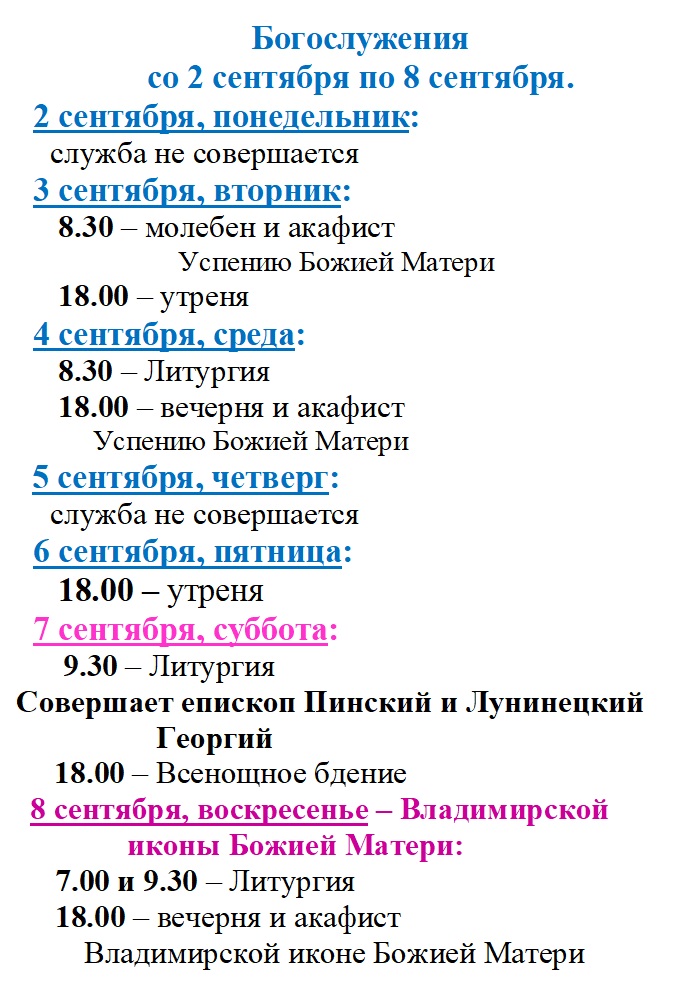 Богослужения
со 2 сентября по 8 сентября.
2 сентября, понедельник:
служба не совершается
3 сентября, вторник:
8.30 – молебен и акафист
Успению Божией Матери
18.00 – утреня
4 сентября, среда:
8.30 – Литургия
18.00 – вечерня и акафист
Успению Божией Матери
5 сентября, четверг:
служба не совершается
6 сентября, пятница:
18.00 – утреня
7 сентября, суббота:
9.30 – Литургия
Совершает епископ Пинский и Лунинецкий
Георгий
18.00 – Всенощное бдение
8 сентября, воскресенье – Владимирской
иконы Божией Матери:
7.00 и 9.30 – Литургия
18.00 – вечерня и акафист
Владимирской иконе Божией Матери